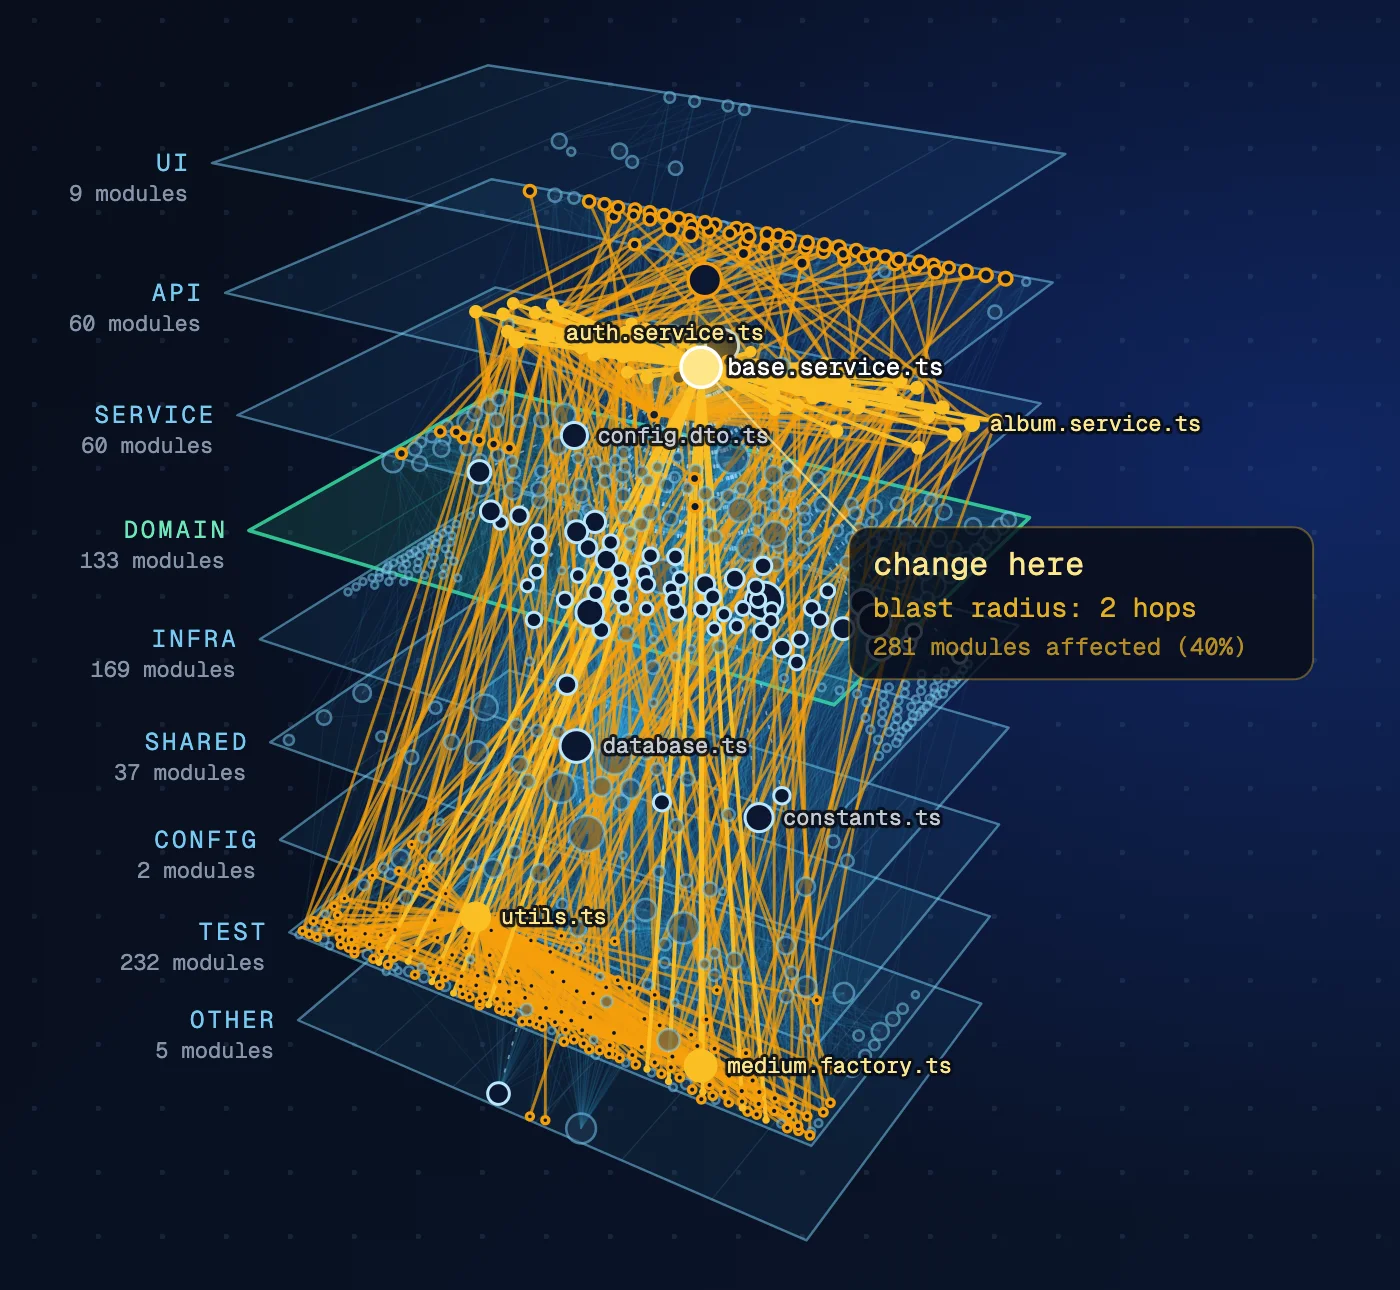 UI
9 modules
API
60 modules
auth.service.ts
base.service.ts
SERVICE
60 modules
album.service.ts
config.dto.ts
DOMAIN
133 modules
change here
blast radius: 2 hops
281 modules affected (40%)
INFRA
169 modules
SHARED
37 modules
database.ts
constants.ts
CONFIG
2 modules
utils.ts
TEST
232 modules
OTHER
5 modules
medium.factory.ts